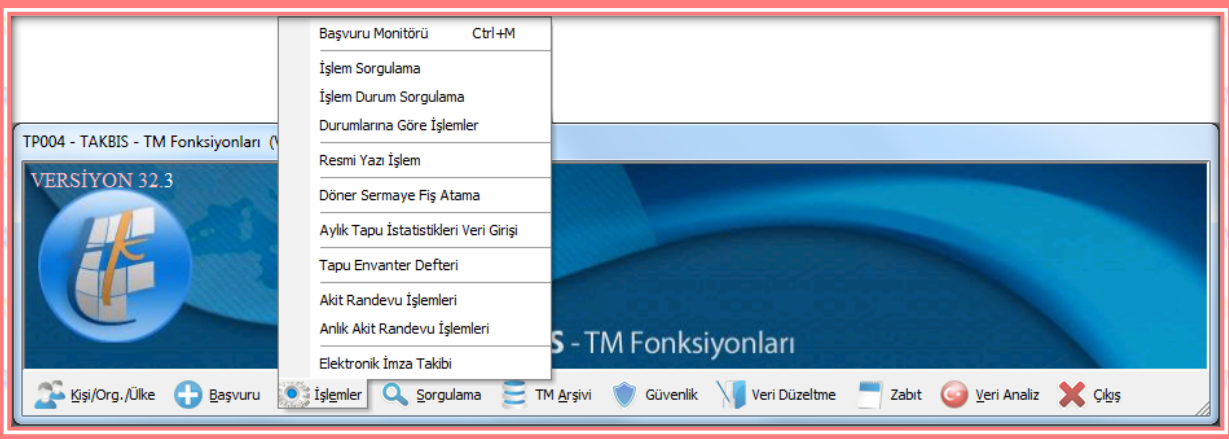 Başvuru Monitörü Ctrl+M
İşlem Sorgulama
İşlem Durum Sorgulama
Durumlarına Göre İşlemler
Resmi Yazı İşlem
Döner Sermaye Fiş Atama
Aylık Tapu İstatistikleri Veri Girişi
Tapu Envanter Defteri
Akit Randevu İşlemleri
Anlık Akit Randevu İşlemleri
Elektronik İmza Takibi
TP004 - TAKBIS - TM Fonksiyonları (
VERSİYON 32.3
S - TM Fonksiyonları
Kişi/Org./Ülke Başvuru İşlemler Sorgulama TM Arşivi Güvenlik Veri Düzeltme Zabıt Veri Analiz Çıkış